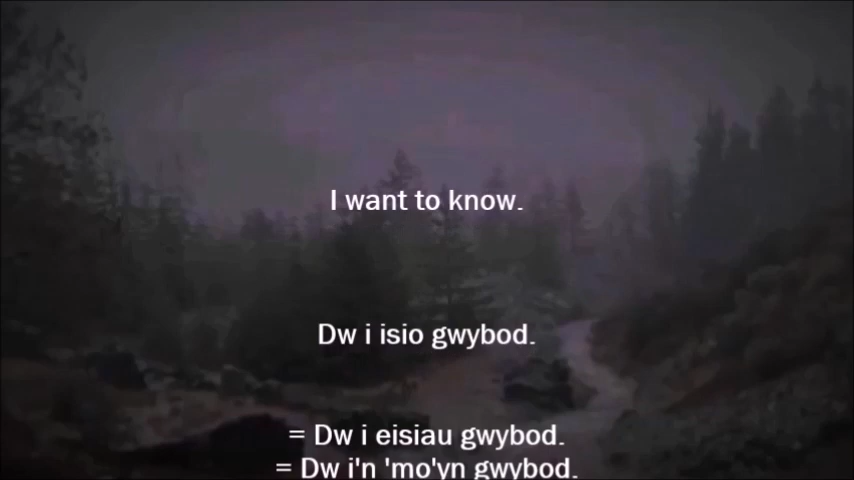 I want to know.
Dw i isio gwybod.
= Dw i eisiau gwybod.
= Dw i'n 'mo'yn gwybod.